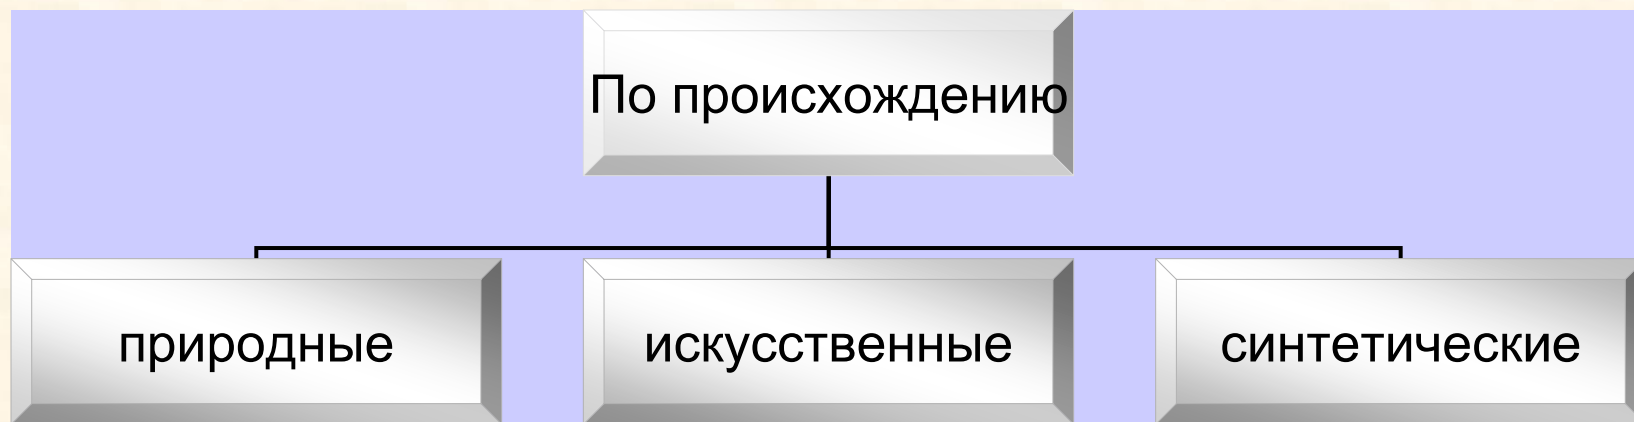 По происхождению
природные
искусственные
синтетические